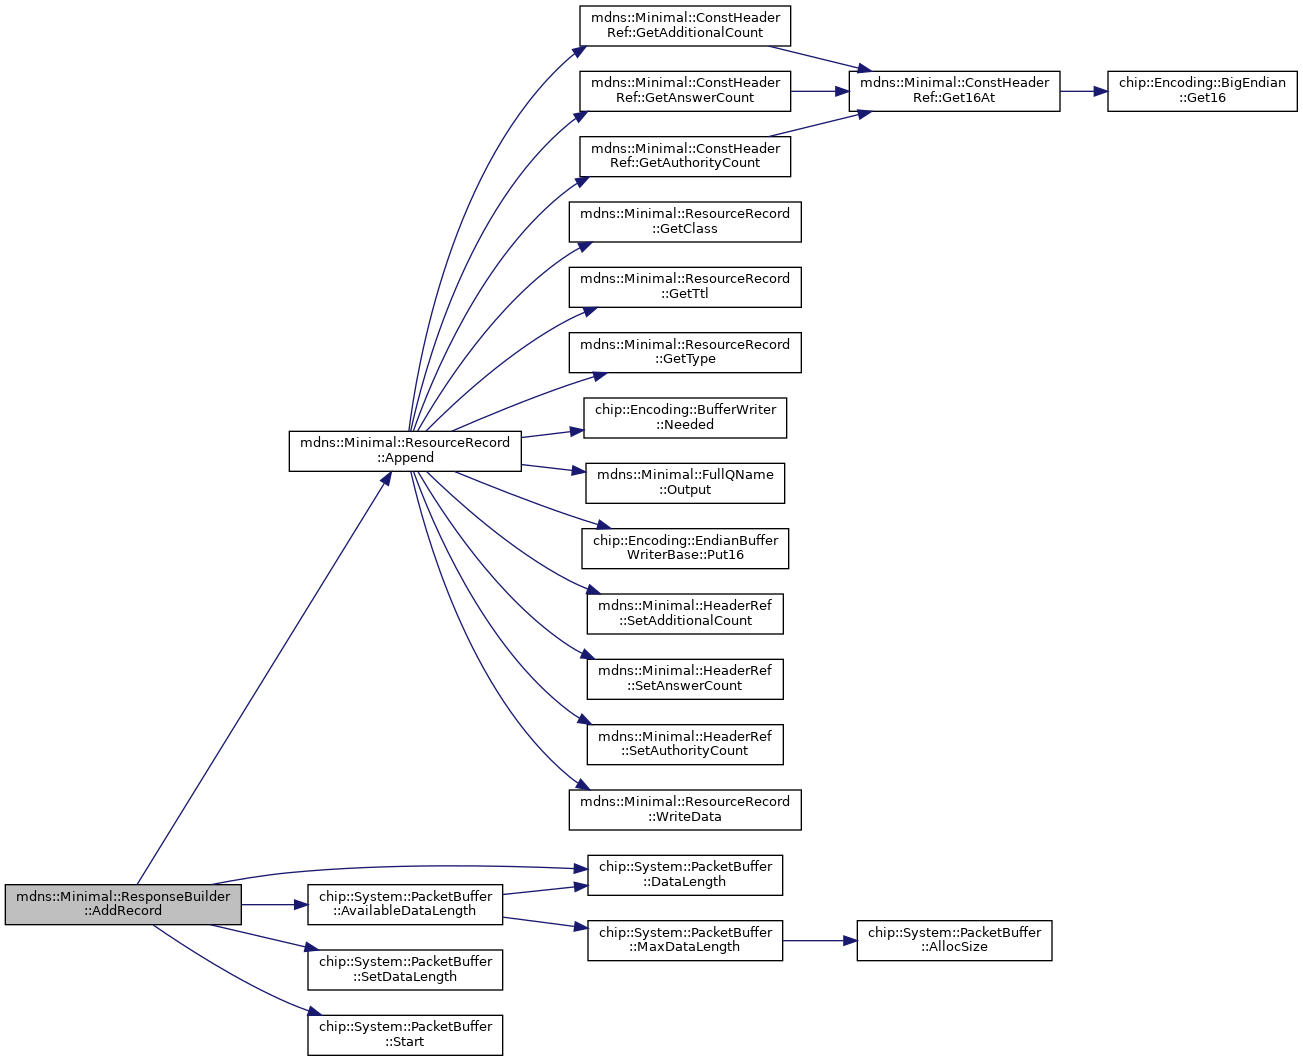 mdns::Minimal::ConstHeader
Ref::GetAdditionalCount
mdns::Minimal::ConstHeader
Ref::GetAnswerCount
mdns::Minimal::ConstHeader
Ref::Get16At
chip::Encoding::BigEndian
::Get16
mdns::Minimal::ConstHeader
Ref::GetAuthorityCount
mdns::Minimal::ResourceRecord
::GetClass
mdns::Minimal::ResourceRecord
::GetTtl
mdns::Minimal::ResourceRecord
::GetType
chip::Encoding::BufferWriter
::Needed
mdns::Minimal::ResourceRecord
::Append
mdns::Minimal::FullQName
::Output
chip::Encoding::EndianBuffer
WriterBase::Put16
mdns::Minimal::HeaderRef
::SetAdditionalCount
mdns::Minimal::HeaderRef
::SetAnswerCount
mdns::Minimal::HeaderRef
::SetAuthorityCount
mdns::Minimal::ResourceRecord
::WriteData
chip::System::PacketBuffer
::DataLength
mdns::Minimal::ResponseBuilder
::AddRecord
chip::System::PacketBuffer
::AvailableDataLength
chip::System::PacketBuffer
::MaxDataLength
chip::System::PacketBuffer
::AllocSize
chip::System::PacketBuffer
::SetDataLength
chip::System::PacketBuffer
::Start